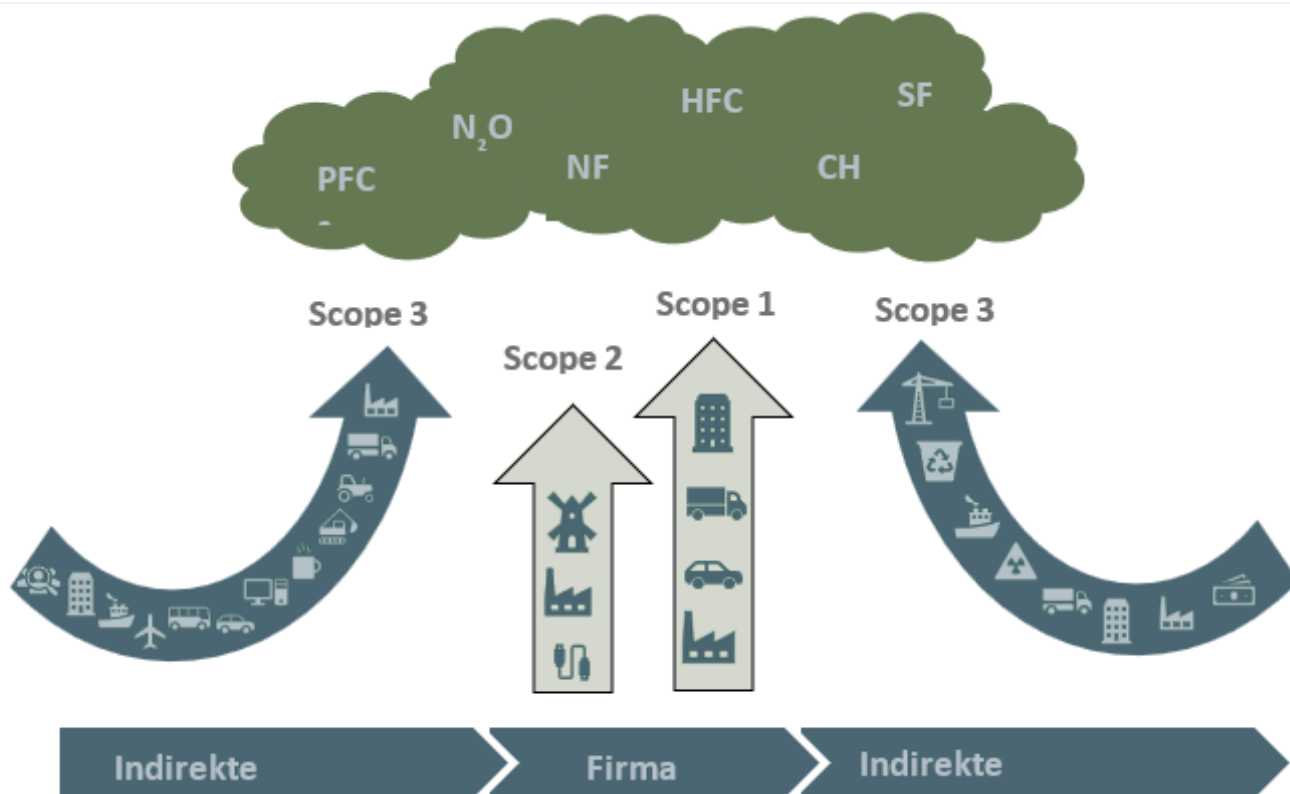 HFC
SF
N₂O
NF
CH
PFC
Scope 3
Scope 2
Scope 1
Scope 3
Indirekte
Firma
Indirekte